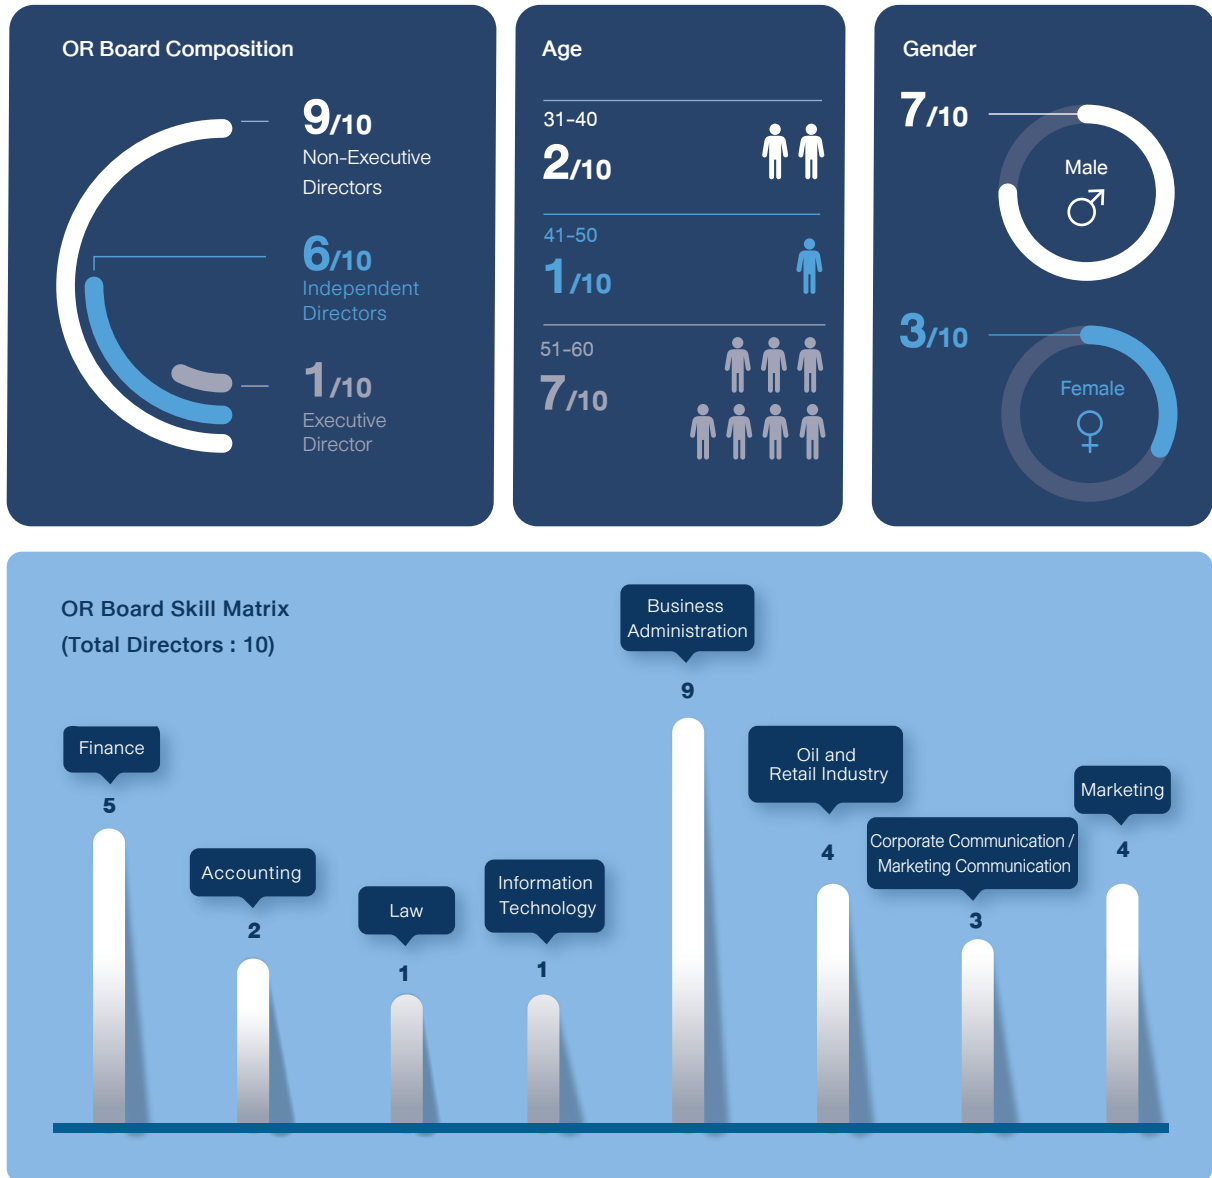 OR Board Composition
9/10
Non-Executive
Directors
6/10
Independent
Directors
1/10
Executive
Director
Age
31-40
2/10
41-50
1/10
51-60
7/10
Gender
7/10
Male
3/10
Female
OR Board Skill Matrix
(Total Directors : 10)
Finance
5
Accounting
2
Law
1
Information
Technology
1
Business
Administration
9
Oil and
Retail Industry
4
Corporate Communication /
Marketing Communication
3
Marketing
4